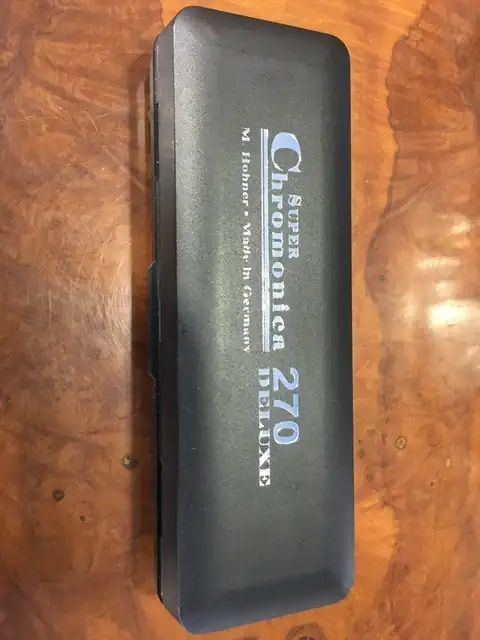 SUPER
Chromonica 270
DELUXE
M. Hohner • Made in Germany